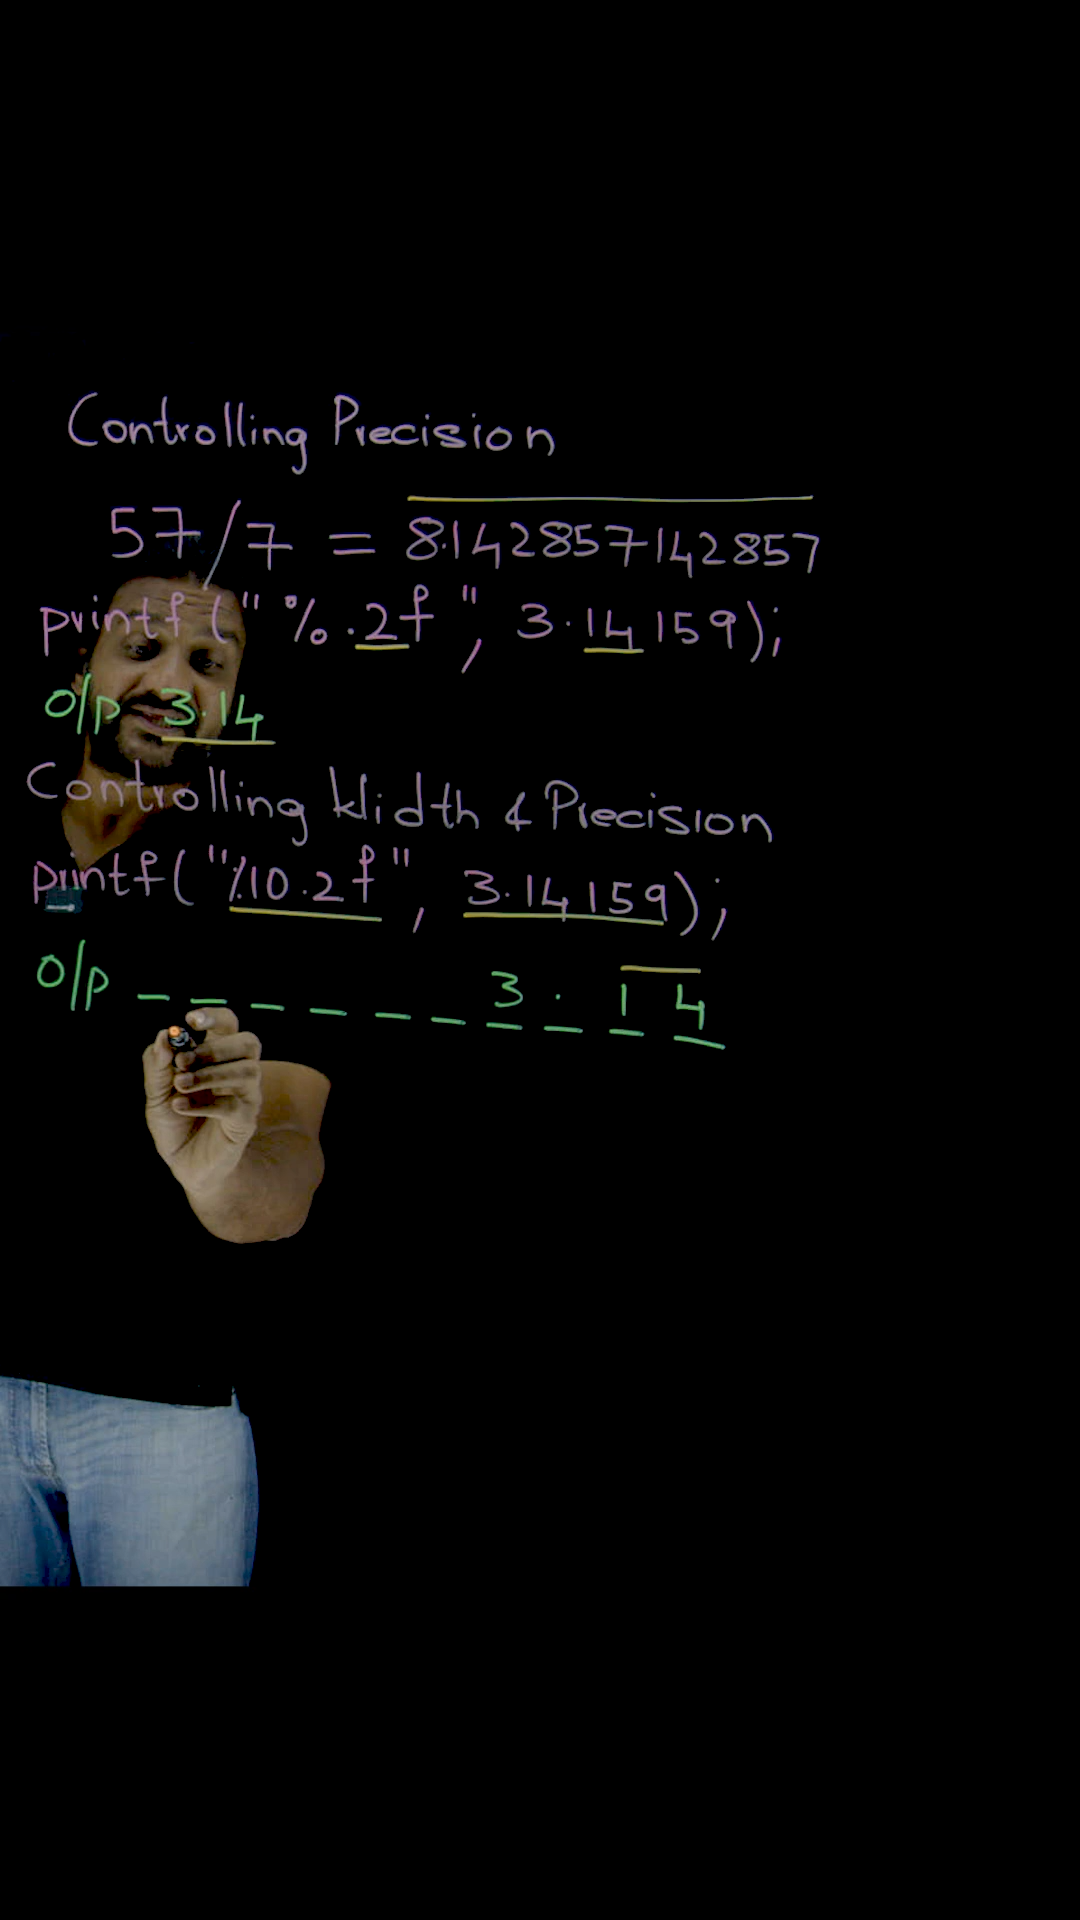 Controlling Precision
57/7 = 8.142857142857
printf ("%.2f", 3.14159);
o/p 3.14
Controlling Width & Precision
printf("%10.2f", 3.14159);
o/p _ _ _ _ _ _ 3 . 1 4